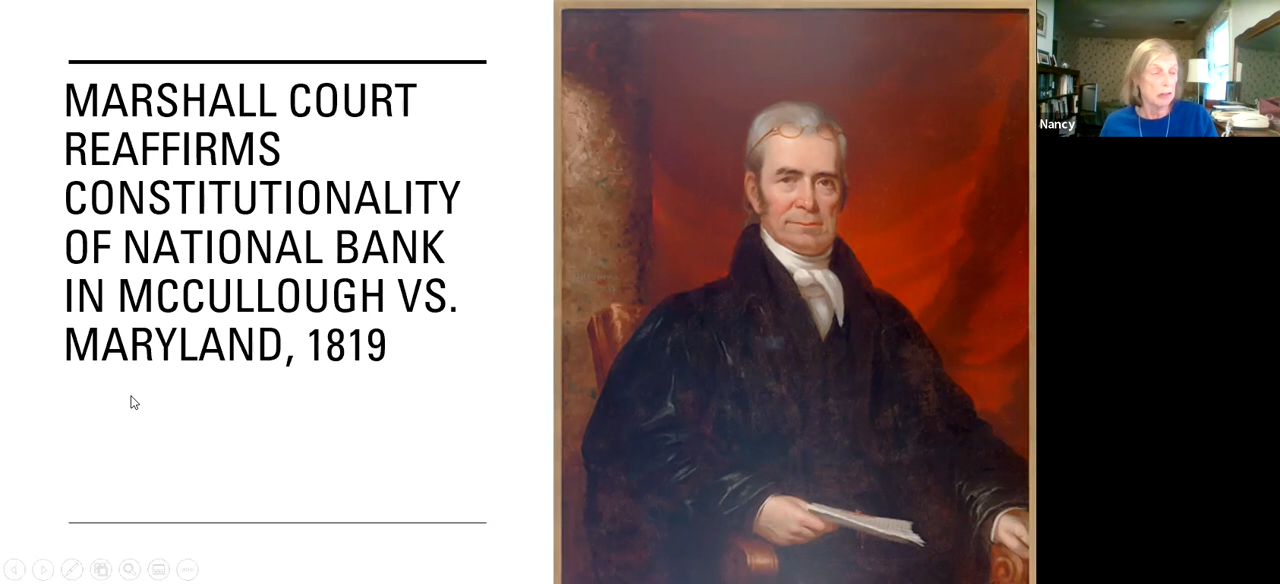 MARSHALL COURT
REAFFIRMS
CONSTITUTIONALITY
OF NATIONAL BANK
IN MCCULLOUGH VS.
MARYLAND, 1819
Nancy